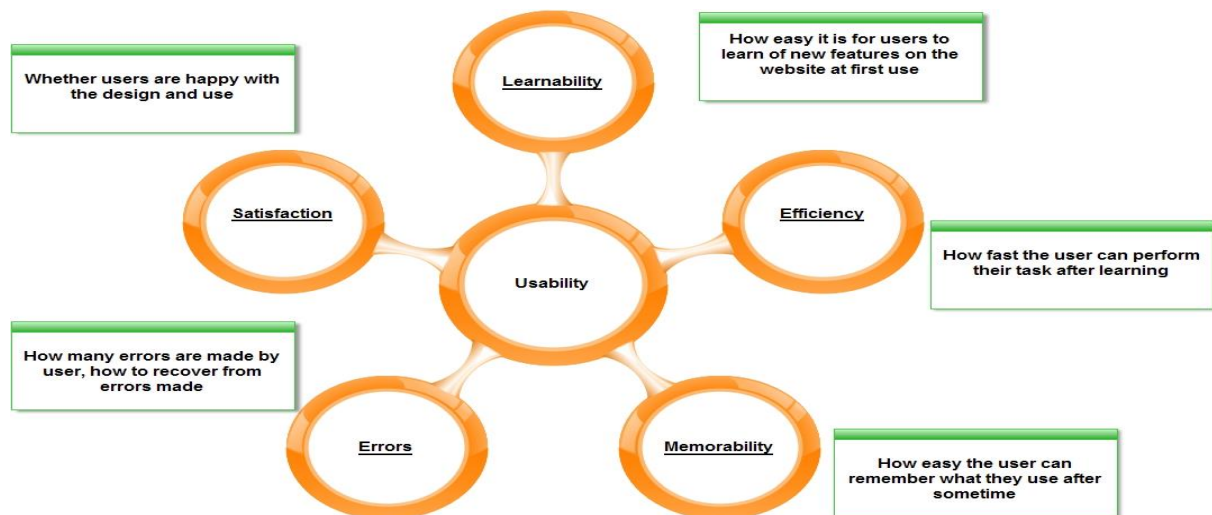 Learnability
How easy it is for users to
learn of new features on the
website at first use
Whether users are happy with
the design and use
Satisfaction
Efficiency
How fast the user can perform
their task after learning
Usability
How many errors are made by
user, how to recover from
errors made
Errors
Memorability
How easy the user can
remember what they use after
sometime